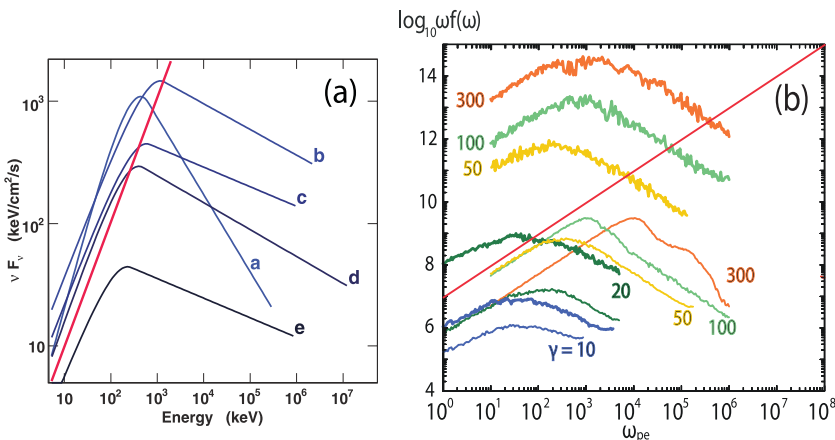 log₁₀ωf(ω)
(a)
ν Fᵥ (keV/cm²/s)
10³
10²
10
b
c
a
d
e
10 10² 10³ 10⁴ 10⁵ 10⁶ 10⁷
Energy (keV)
(b)
14
12
10
8
6
4
300
100
50
20
300
50
100
γ = 10
10⁰ 10¹ 10² 10³ 10⁴ 10⁵ 10⁶ 10⁷ 10⁸
ωₚₑ